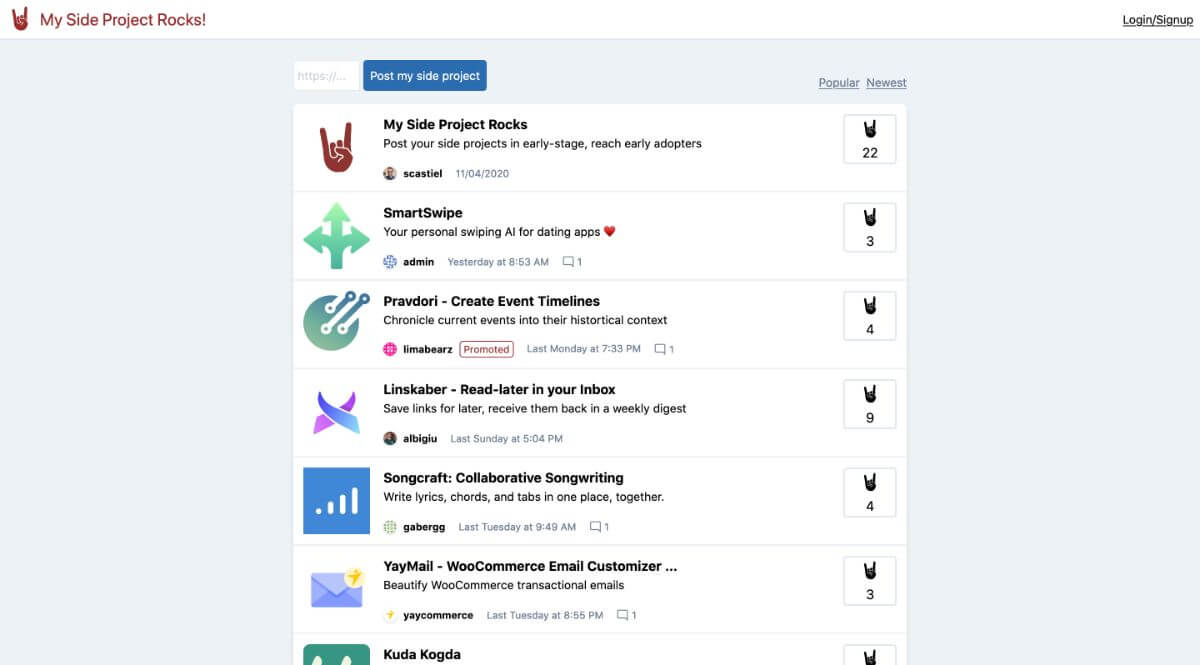 My Side Project Rocks!
Login/Signup
https://...
Post my side project
Popular Newest
My Side Project Rocks
Post your side projects in early-stage, reach early adopters
scastiel 11/04/2020
22
SmartSwipe
Your personal swiping AI for dating apps ♥
admin Yesterday at 8:53 AM 1
3
Pravdori - Create Event Timelines
Chronicle current events into their histortical context
limabearz Promoted Last Monday at 7:33 PM 1
4
Linskaber - Read-later in your Inbox
Save links for later, receive them back in a weekly digest
albigiu Last Sunday at 5:04 PM
9
Songcraft: Collaborative Songwriting
Write lyrics, chords, and tabs in one place, together.
gabergg Last Tuesday at 9:49 AM 1
4
YayMail - WooCommerce Email Customizer ...
Beautify WooCommerce transactional emails
yaycommerce Last Tuesday at 8:55 PM 1
3
Kuda Kogda